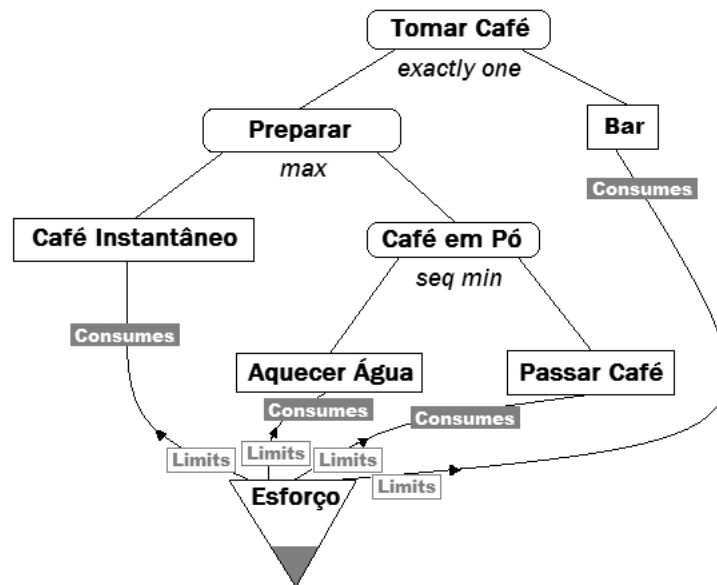 Tomar Café
exactly one
Preparar
Bar
max
Consumes
Café Instantâneo
Café em Pó
seq min
Consumes
Aquecer Água
Passar Café
Consumes
Consumes
Limits
Limits
Limits
Limits
Esforço